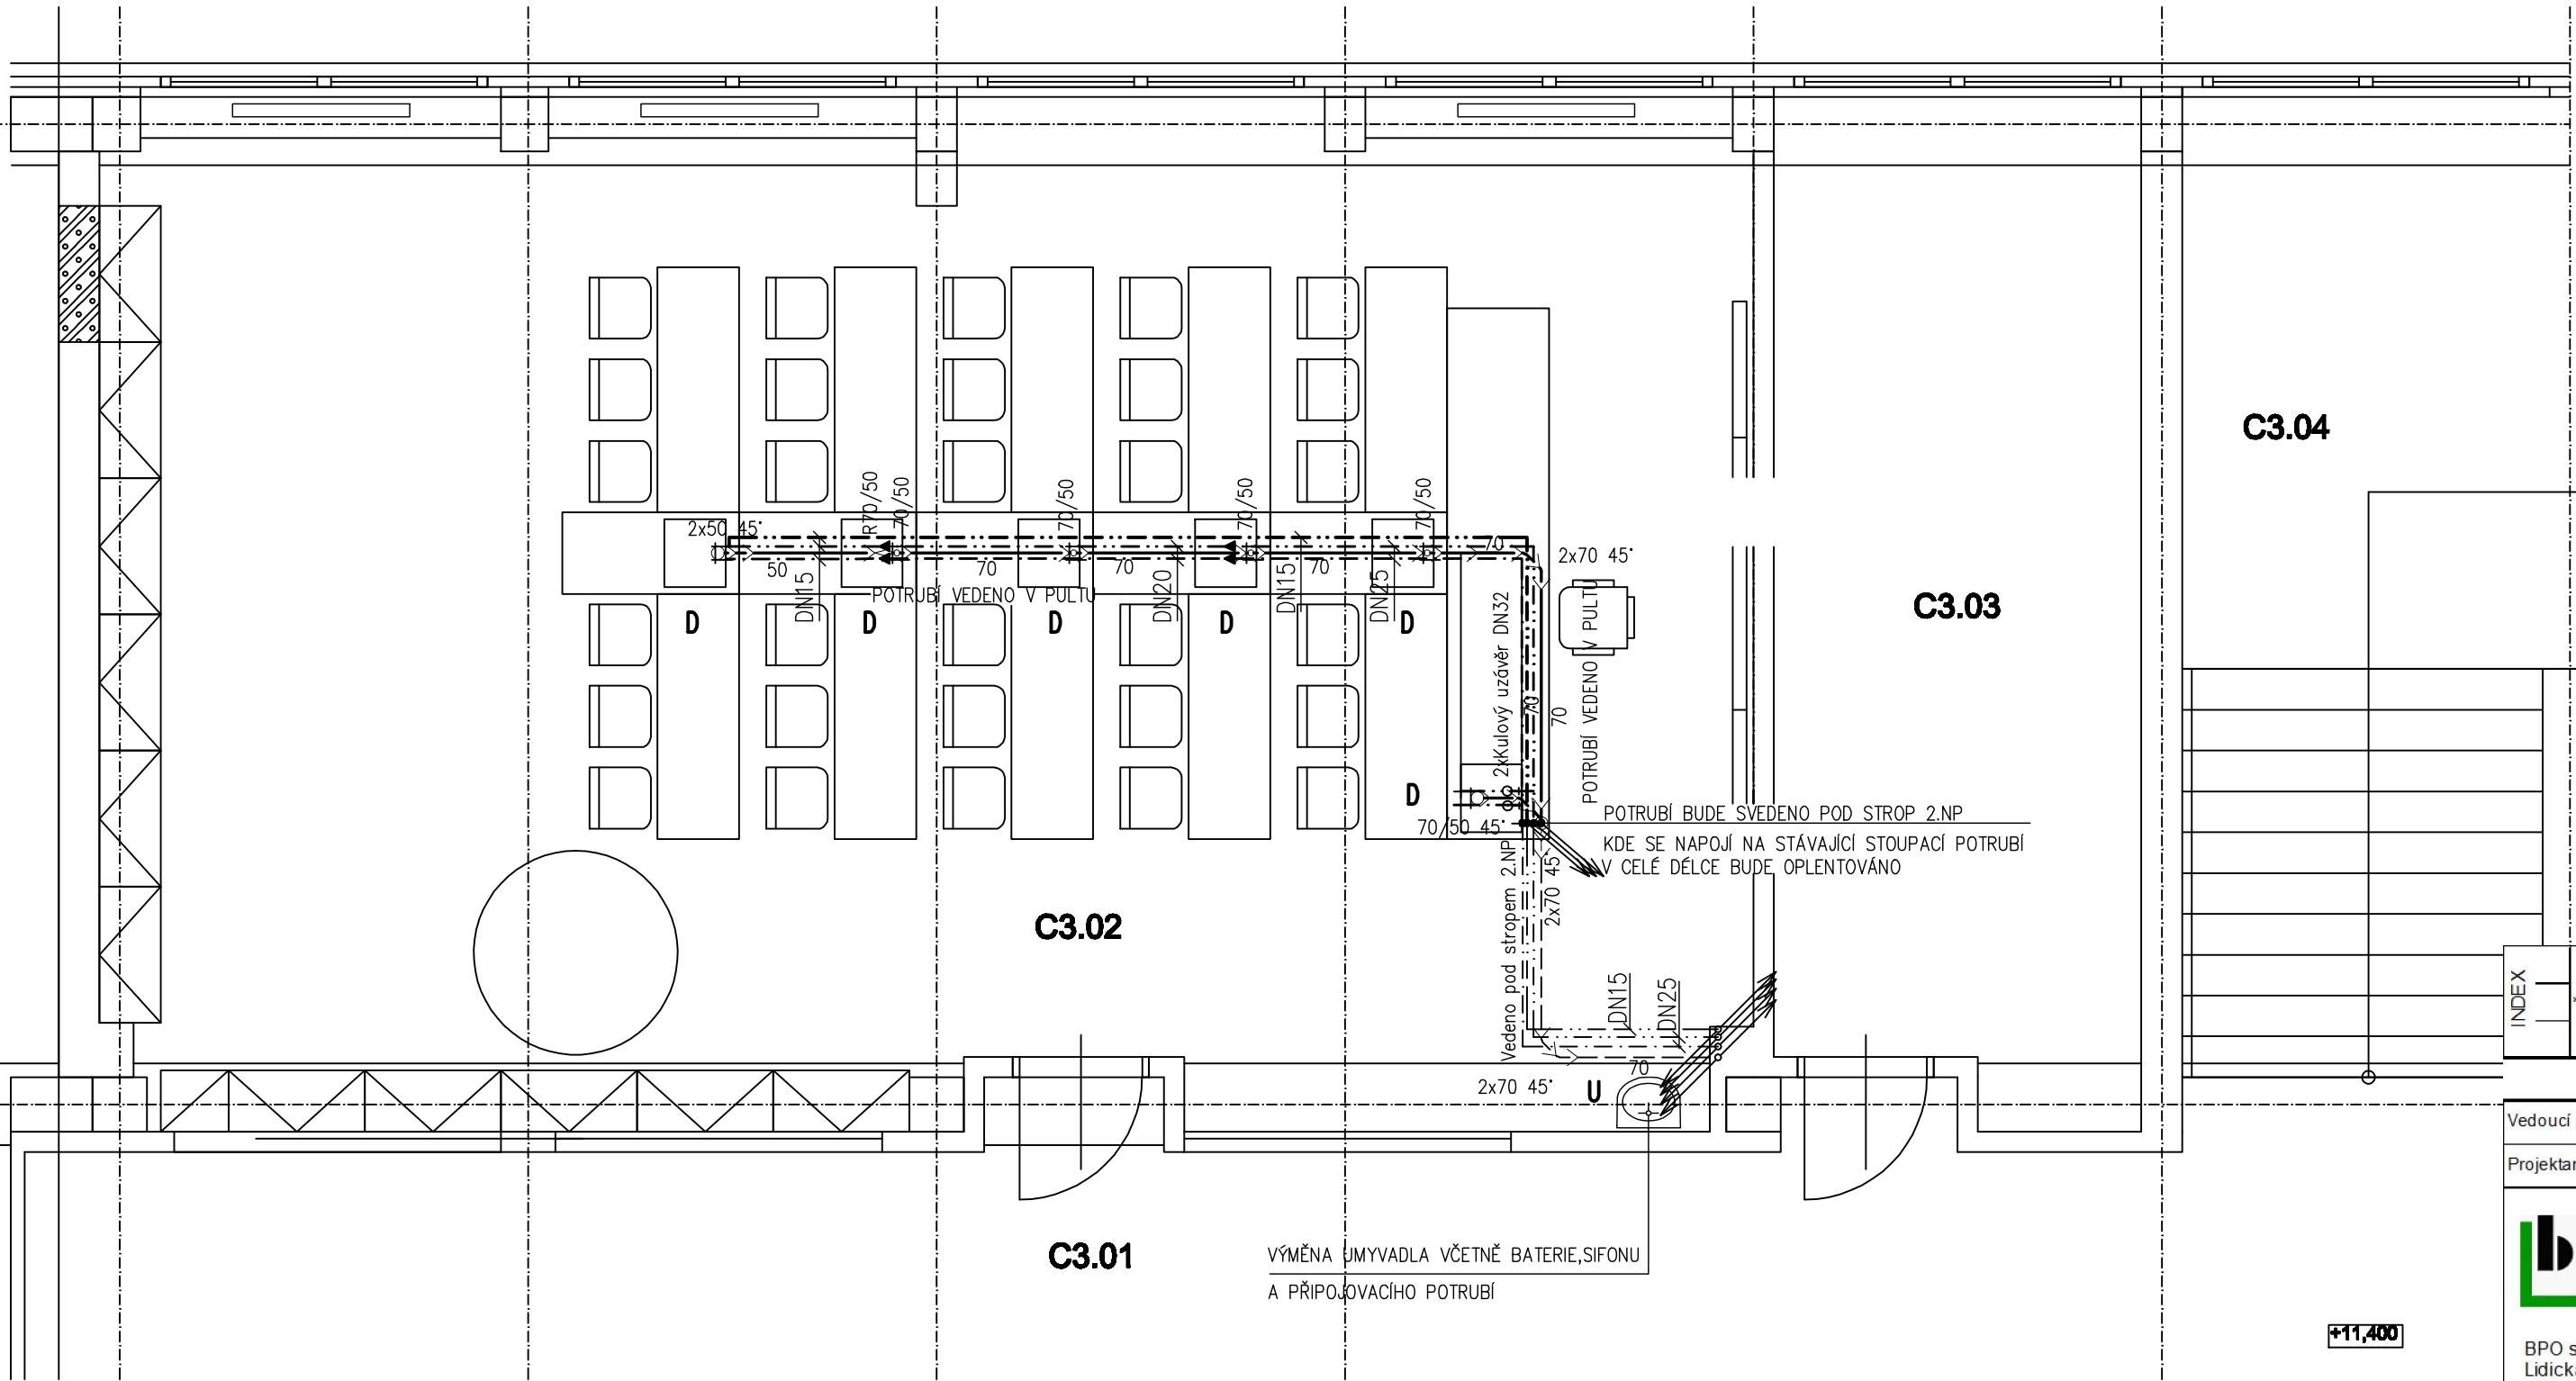 C3.04
R70/50
70/50
70/50
70/50
70/50
2x50 45°
50
70
70
70
70
2x70 45°
DN15
DN20
DN15
DN25
POTRUBÍ VEDENO V PULTU
D
D
D
D
D
C3.03
2xKulový uzávěr DN32
70
70
POTRUBÍ VEDENO V PULTU
D
70/50 45°
POTRUBÍ BUDE SVEDENO POD STROP 2.NP
KDE SE NAPOJÍ NA STÁVAJÍCÍ STOUPACÍ POTRUBÍ
V CELÉ DÉLCE BUDE OPLENTOVÁNO
Vedeno pod stropem 2.NP
2x70 45°
C3.02
DN15
DN25
70
2x70 45°
U
INDEX
Vedoucí
C3.01
VÝMĚNA UMYVADLA VČETNĚ BATERIE,SIFONU
A PŘIPOJOVACÍHO POTRUBÍ
+11,400
b
BPO s